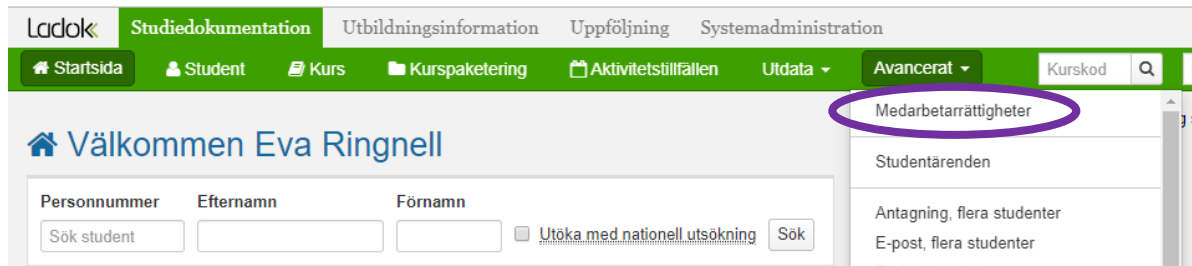 Ladok Studiedokumentation Utbildningsinformation Uppföljning Systemadministration
Startsida Student Kurs Kurspaketering Aktivitetstillfällen Utdata Avancerat Kurskod
Medarbetarrättigheter
Välkommen Eva Ringnell
Studentärenden
Personnummer Efternamn Förnamn
Antagning, flera studenter
Sök student Utöka med nationell utsökning Sök
E-post, flera studenter